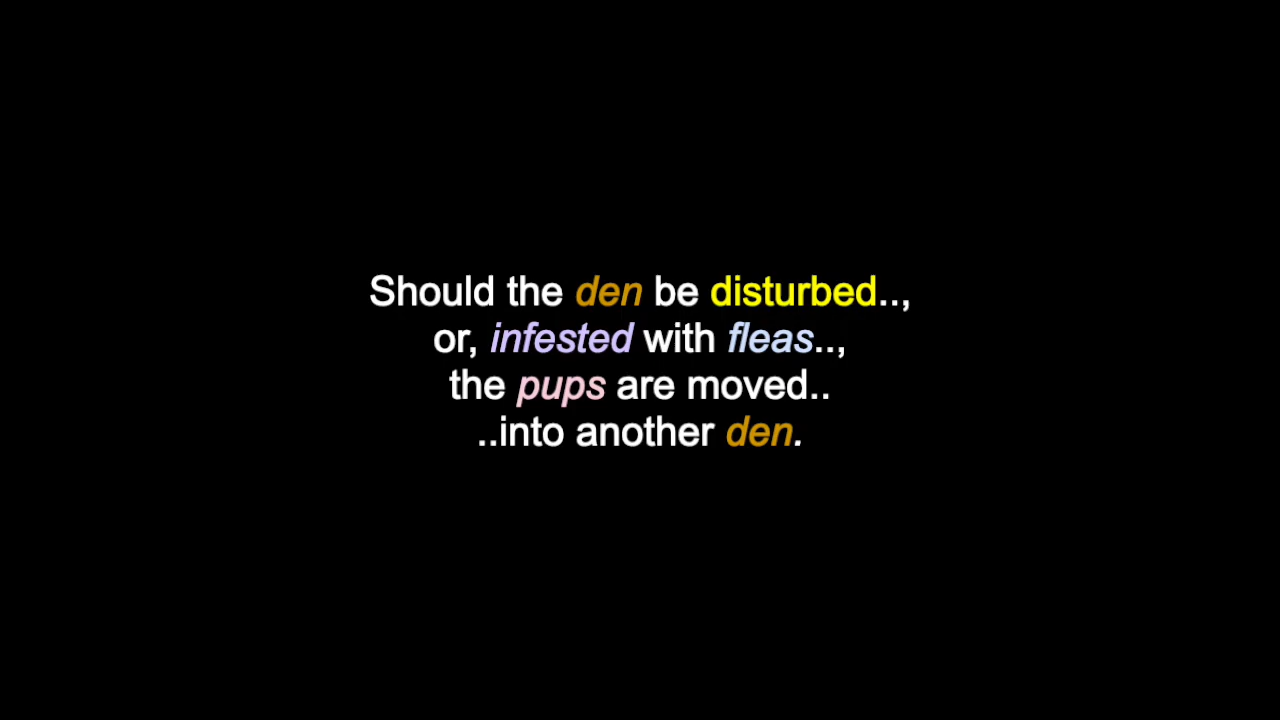 Should the den be disturbed..,
or, infested with fleas..,
the pups are moved..
..into another den.